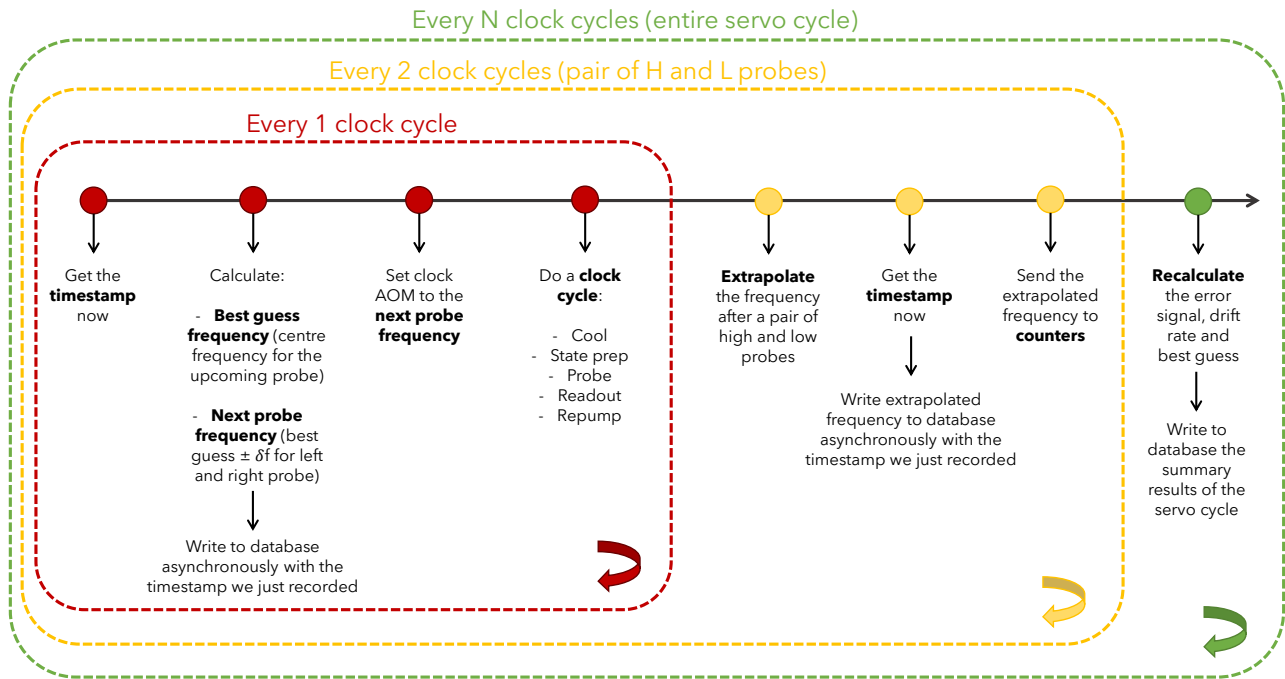 Every N clock cycles (entire servo cycle)
Every 2 clock cycles (pair of H and L probes)
Every 1 clock cycle
Get the
timestamp
now
Calculate:
- Best guess
frequency (centre
frequency for the
upcoming probe)
- Next probe
frequency (best
guess ± δf for left
and right probe)
Write to database
asynchronously with the
timestamp we just recorded
Set clock
AOM to the
next probe
frequency
Do a clock
cycle:
- Cool
- State prep
- Probe
- Readout
- Repump
Extrapolate
the frequency
after a pair of
high and low
probes
Get the
timestamp
now
Write extrapolated
frequency to database
asynchronously with the
timestamp we just recorded
Send the
extrapolated
frequency to
counters
Recalculate
the error
signal, drift
rate and
best guess
Write to
database the
summary
results of the
servo cycle